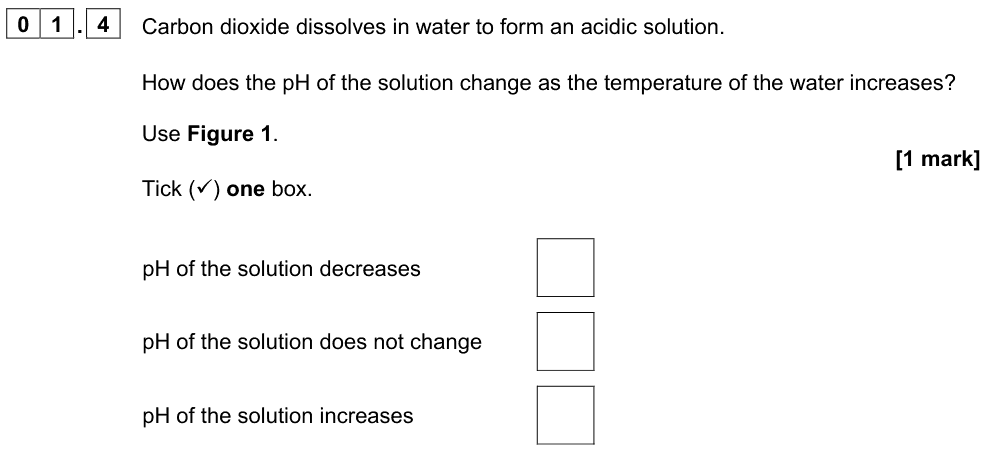 01.4 Carbon dioxide dissolves in water to form an acidic solution.
How does the pH of the solution change as the temperature of the water increases?
Use Figure 1.
[1 mark]
Tick (✓) one box.
pH of the solution decreases
pH of the solution does not change
pH of the solution increases